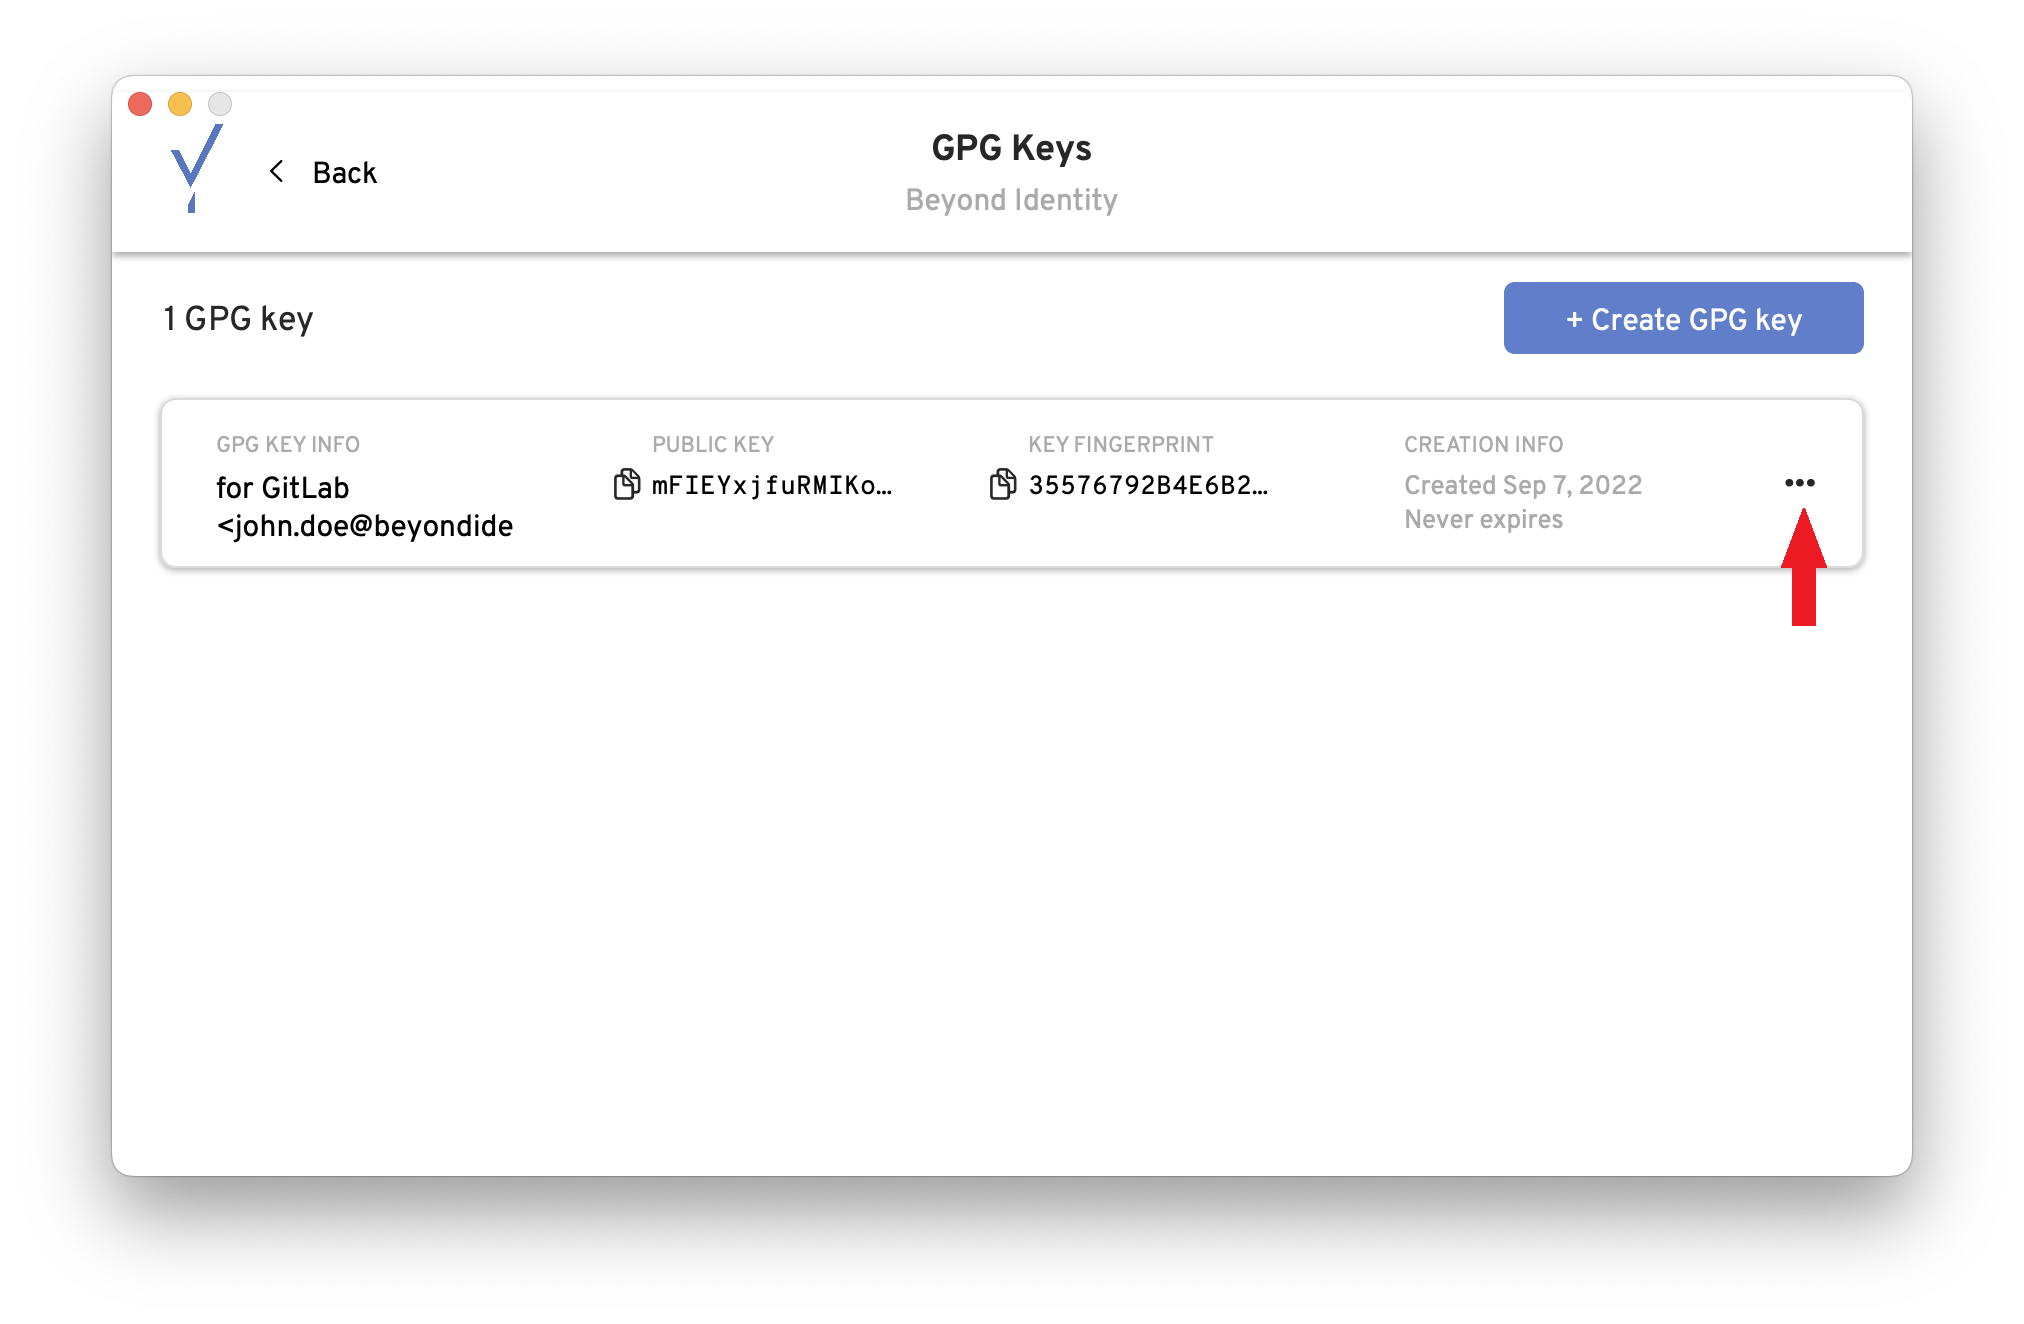 Back
GPG Keys
Beyond Identity
1 GPG key
+ Create GPG key
GPG KEY INFO
for GitLab
<john.doe@beyondide
PUBLIC KEY
mFIEYxjfuRMIKo...
KEY FINGERPRINT
35576792B4E6B2...
CREATION INFO
Created Sep 7, 2022
Never expires